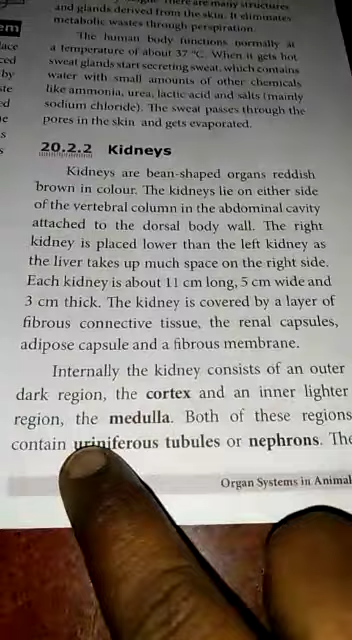 There are many structures
and glands derived from the skin. It eliminates
metabolic wastes through perspiration.
The human body functions normally at
a temperature of about 37 °C. When it gets hot
sweat glands start secreting sweat, which contains
water with small amounts of other chemicals
like ammonia, urea, lactic acid and salts (mainly
sodium chloride). The sweat passes through the
pores in the skin and gets evaporated.
20.2.2 Kidneys
Kidneys are bean-shaped organs reddish
brown in colour. The kidneys lie on either side
of the vertebral column in the abdominal cavity
attached to the dorsal body wall. The right
kidney is placed lower than the left kidney as
the liver takes up much space on the right side.
Each kidney is about 11 cm long, 5 cm wide and
3 cm thick. The kidney is covered by a layer of
fibrous connective tissue, the renal capsules,
adipose capsule and a fibrous membrane.
Internally the kidney consists of an outer
dark region, the cortex and an inner lighter
region, the medulla. Both of these regions
contain uriniferous tubules or nephrons. The
Organ Systems in Animal